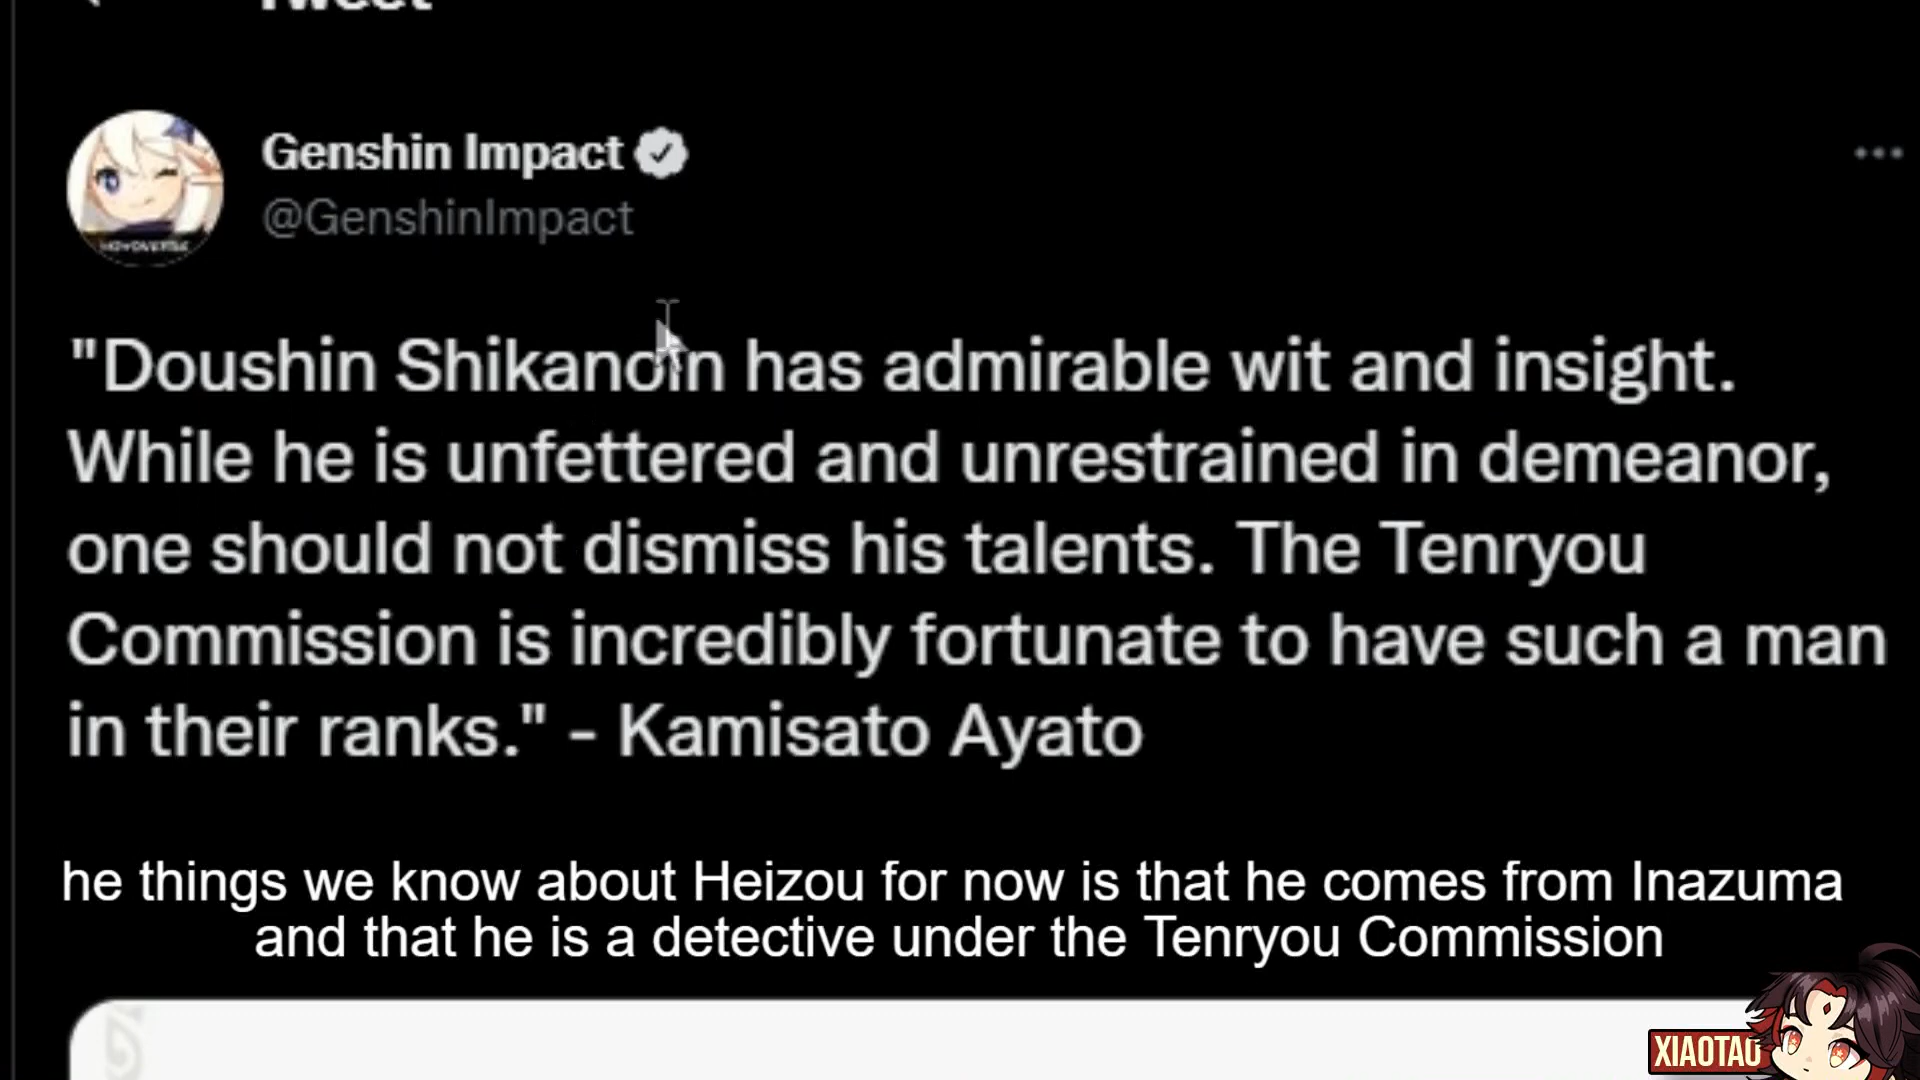 Tweet
Genshin Impact
@GenshinImpact
"Doushin Shikanoin has admirable wit and insight.
While he is unfettered and unrestrained in demeanor,
one should not dismiss his talents. The Tenryou
Commission is incredibly fortunate to have such a man
in their ranks." - Kamisato Ayato
he things we know about Heizou for now is that he comes from Inazuma
and that he is a detective under the Tenryou Commission
XIAOTAO